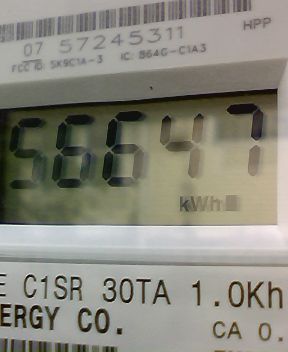 HPP
07 57245311
FCC ID: SK9C1A-3 IC: 864G-C1A3
56647
kWh
E C1SR 30TA 1.0Kh
ERGY CO.
CA 0.